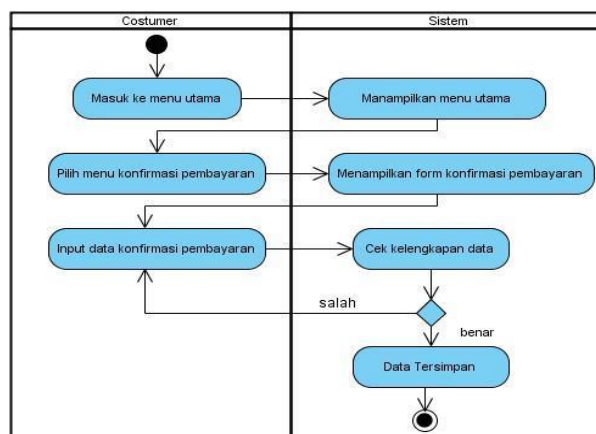 Costumer
Sistem
Masuk ke menu utama
Manampilkan menu utama
Pilih menu konfirmasi pembayaran
Menampilkan form konfirmasi pembayaran
Input data konfirmasi pembayaran
Cek kelengkapan data
salah
benar
Data Tersimpan